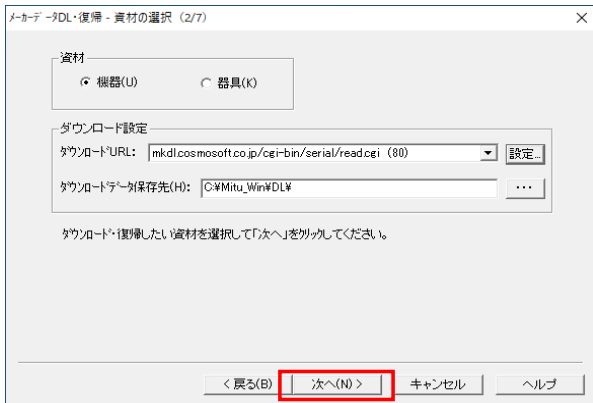 メーカーデータDL・復帰 - 資材の選択 (2/7)
資材
機器(U)
器具(K)
ダウンロード設定
ダウンロードURL:
mkdl.cosmosoft.co.jp/cgi-bin/serial/read.cgi (80)
設定...
ダウンロードデータ保存先(H):
C:¥Mitu_Win¥DL¥
...
ダウンロード・復帰したい資材を選択して「次へ」をクリックしてください。
< 戻る(B)
次へ(N) >
キャンセル
ヘルプ